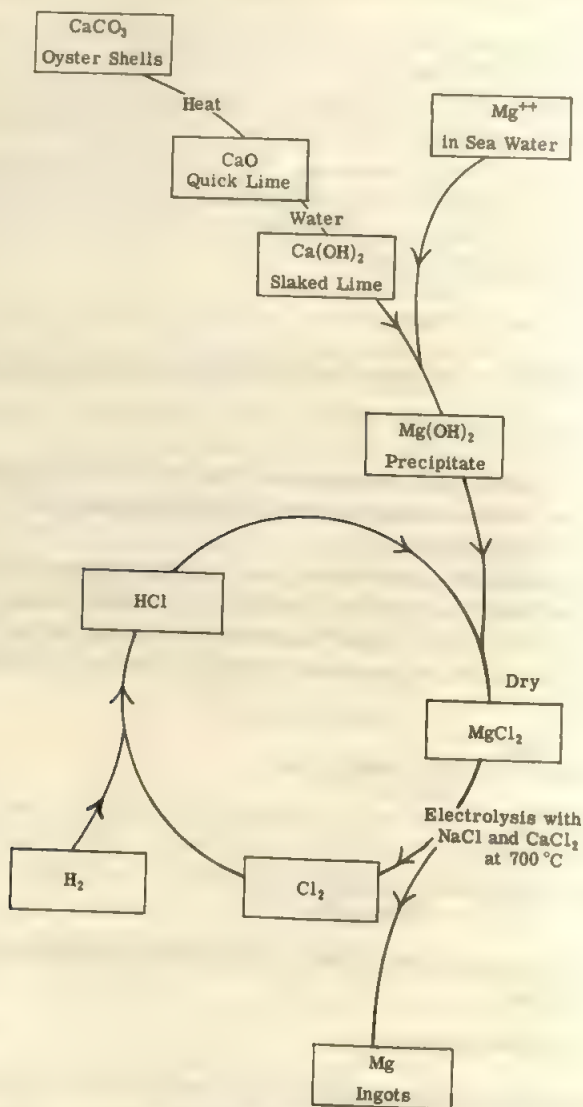 CaCO₃
Oyster Shells
Heat
CaO
Quick Lime
Water
Ca(OH)₂
Slaked Lime
Mg⁺⁺
in Sea Water
Mg(OH)₂
Precipitate
HCl
Dry
MgCl₂
Electrolysis with
NaCl and CaCl₂
at 700 °C
H₂
Cl₂
Mg
Ingots